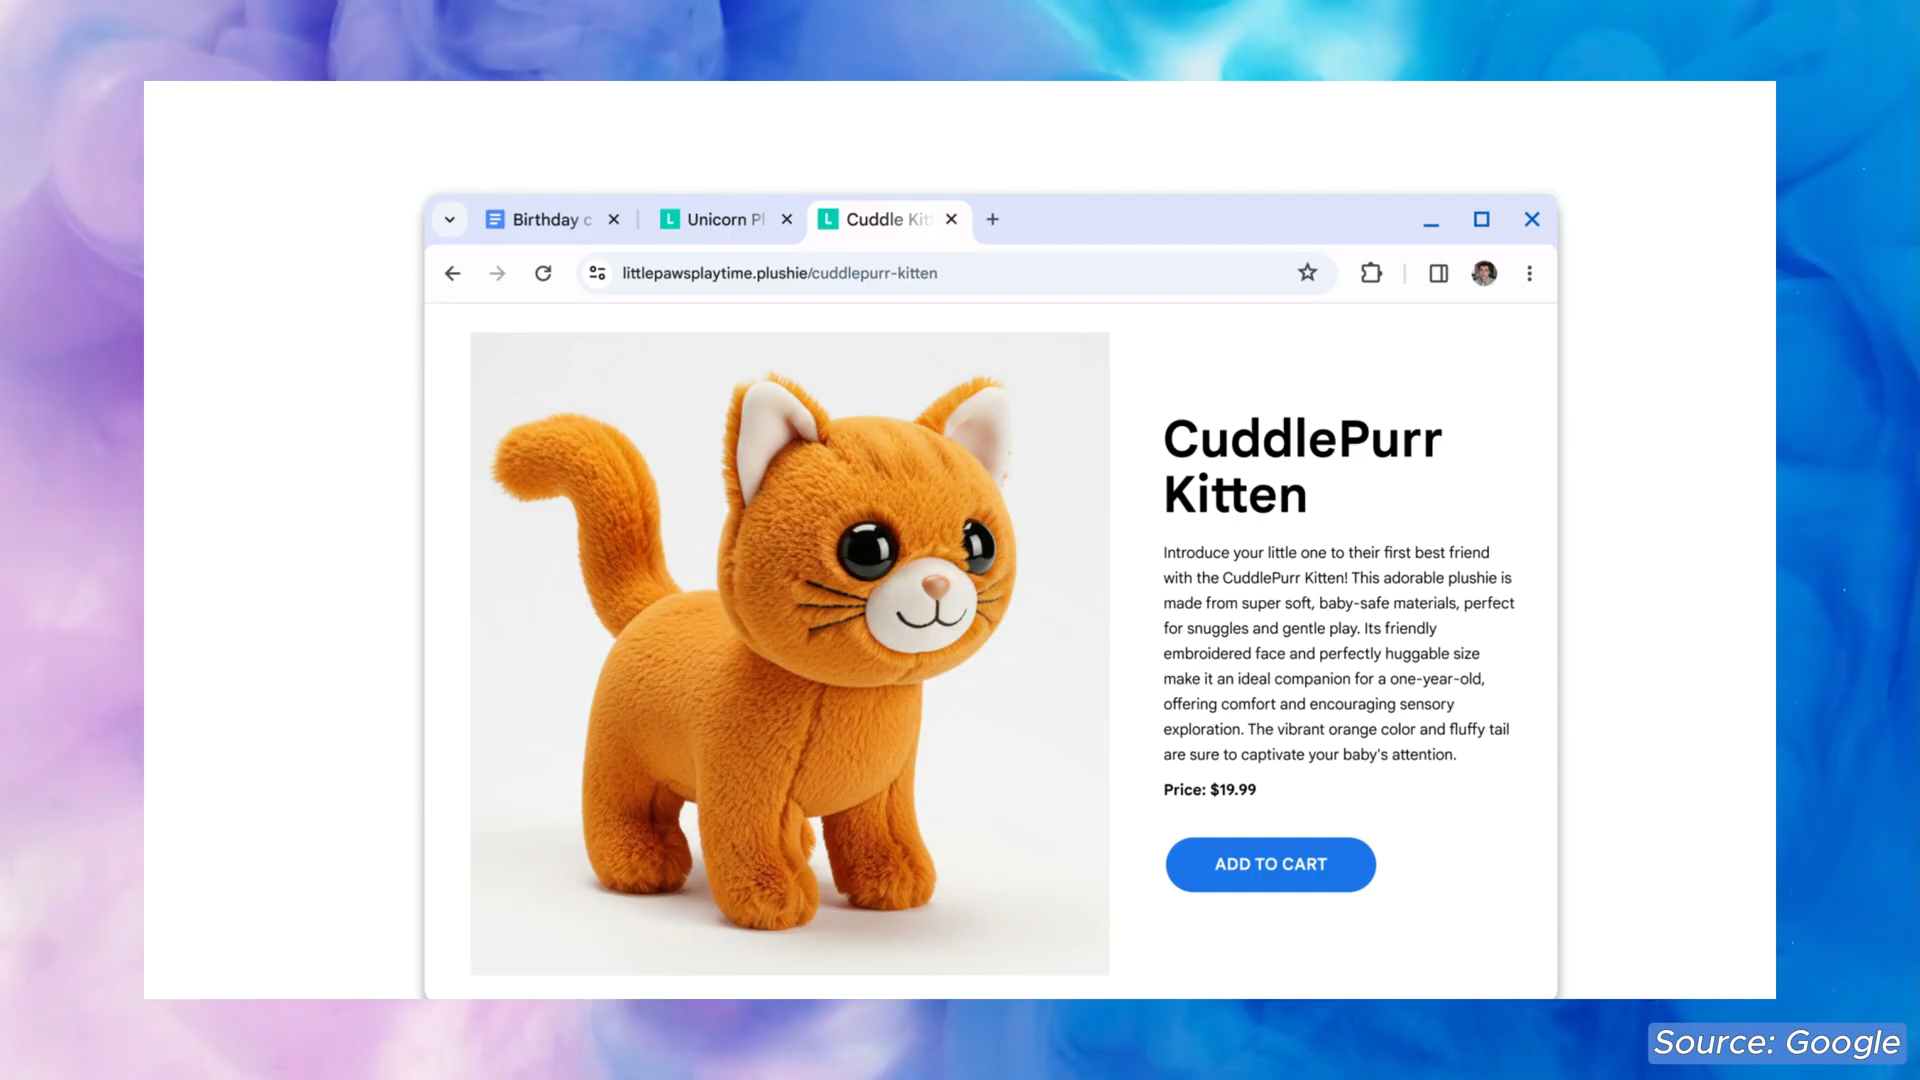 Birthday c
Unicorn Pl
Cuddle Kit
littlepawsplaytime.plushie/cuddlepurr-kitten
CuddlePurr
Kitten
Introduce your little one to their first best friend
with the CuddlePurr Kitten! This adorable plushie is
made from super soft, baby-safe materials, perfect
for snuggles and gentle play. Its friendly
embroidered face and perfectly huggable size
make it an ideal companion for a one-year-old,
offering comfort and encouraging sensory
exploration. The vibrant orange color and fluffy tail
are sure to captivate your baby's attention.
Price: $19.99
ADD TO CART
Source: Google